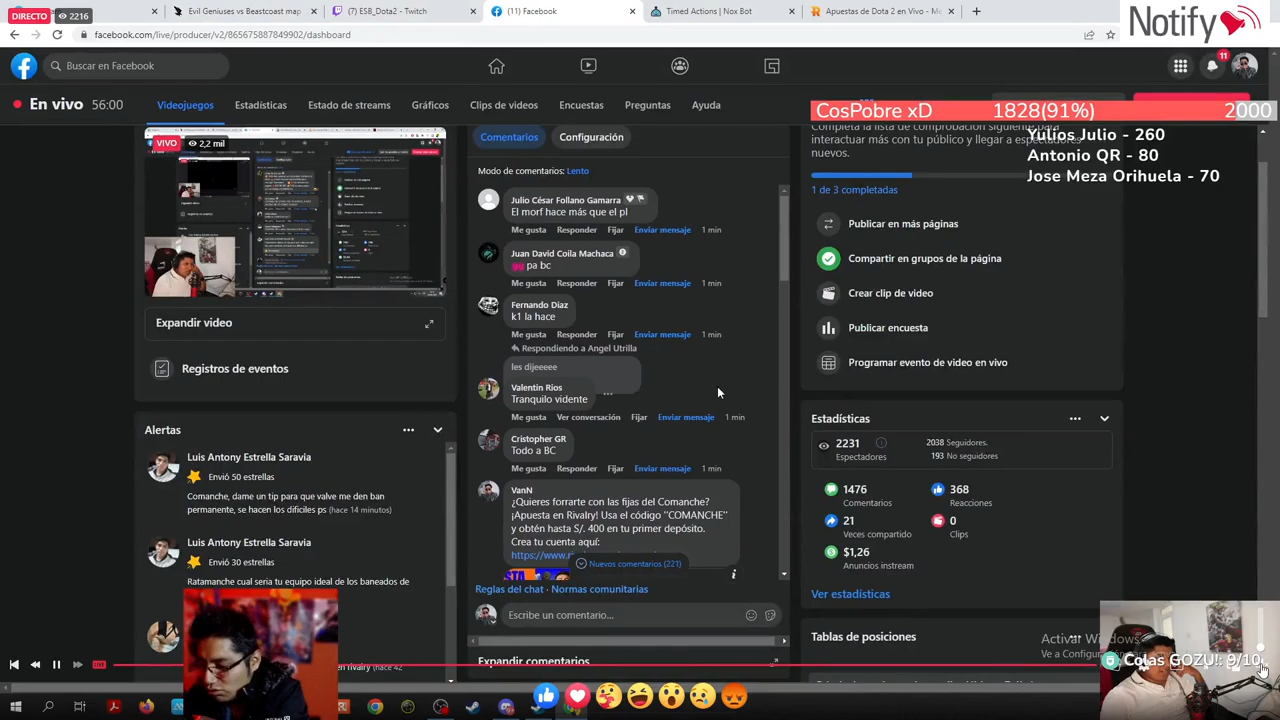 DIRECTO 2216
Evil Geniuses vs Beastcoast map
(7) ESB_Dota2 - Twitch
(11) Facebook
Timed Actions | Nox Bot
Apuestas de Dota 2 en Vivo - M
Notify
facebook.com/live/producer/v2/865675887849902/dashboard
Buscar en Facebook
11
En vivo 56:00
Videojuegos
Estadísticas
Estado de streams
Gráficos
Clips de videos
Encuestas
Preguntas
Ayuda
CosPobre xD 1828(91%) 2000
Yulios Julio - 260
Antonio QR - 80
Jose Meza Orihuela - 70
VIVO 2,2 mil
Expandir video
Registros de eventos
Alertas
Luis Antony Estrella Saravia
Envió 50 estrellas
Comanche, dame un tip para que valve me den ban
permanente, se hacen los dificiles ps (hace 14 minutos)
Luis Antony Estrella Saravia
Envió 30 estrellas
Ratamanche cual seria tu equipo ideal de los baneados de
Comentarios
Configuración
Modo de comentarios: Lento
Julio César Follano Gamarra
El morf hace más que el pl
Me gusta Responder Fijar Enviar mensaje 1 min
Juan David Coila Machaca
pa bc
Me gusta Responder Fijar Enviar mensaje 1 min
Fernando Diaz
k1 la hace
Me gusta Responder Fijar Enviar mensaje 1 min
Respondiendo a Angel Utrilla
les dijeeeee
Valentin Rios
Tranquilo vidente
Me gusta Ver conversación Fijar Enviar mensaje 1 min
Cristopher GR
Todo a BC
Me gusta Responder Fijar Enviar mensaje 1 min
VanN
¿Quieres forrarte con las fijas del Comanche?
¡Apuesta en Rivalry! Usa el código "COMANCHE"
y obtén hasta S/. 400 en tu primer depósito.
Crea tu cuenta aquí:
https://www.
Nuevos comentarios (221)
Reglas del chat · Normas comunitarias
Escribe un comentario...
Expandir comentarios
nuevos.
1 de 3 completadas
Publicar en más páginas
Compartir en grupos de la página
Crear clip de video
Publicar encuesta
Programar evento de video en vivo
Estadísticas
2231
Espectadores
2038 Seguidores.
193 No seguidores
1476
Comentarios
368
Reacciones
21
Veces compartido
0
Clips
$1,26
Anuncios instream
Ver estadísticas
Tablas de posiciones
Activar Windows
Ve a
Colas GOZU!: 9/10
LIVE